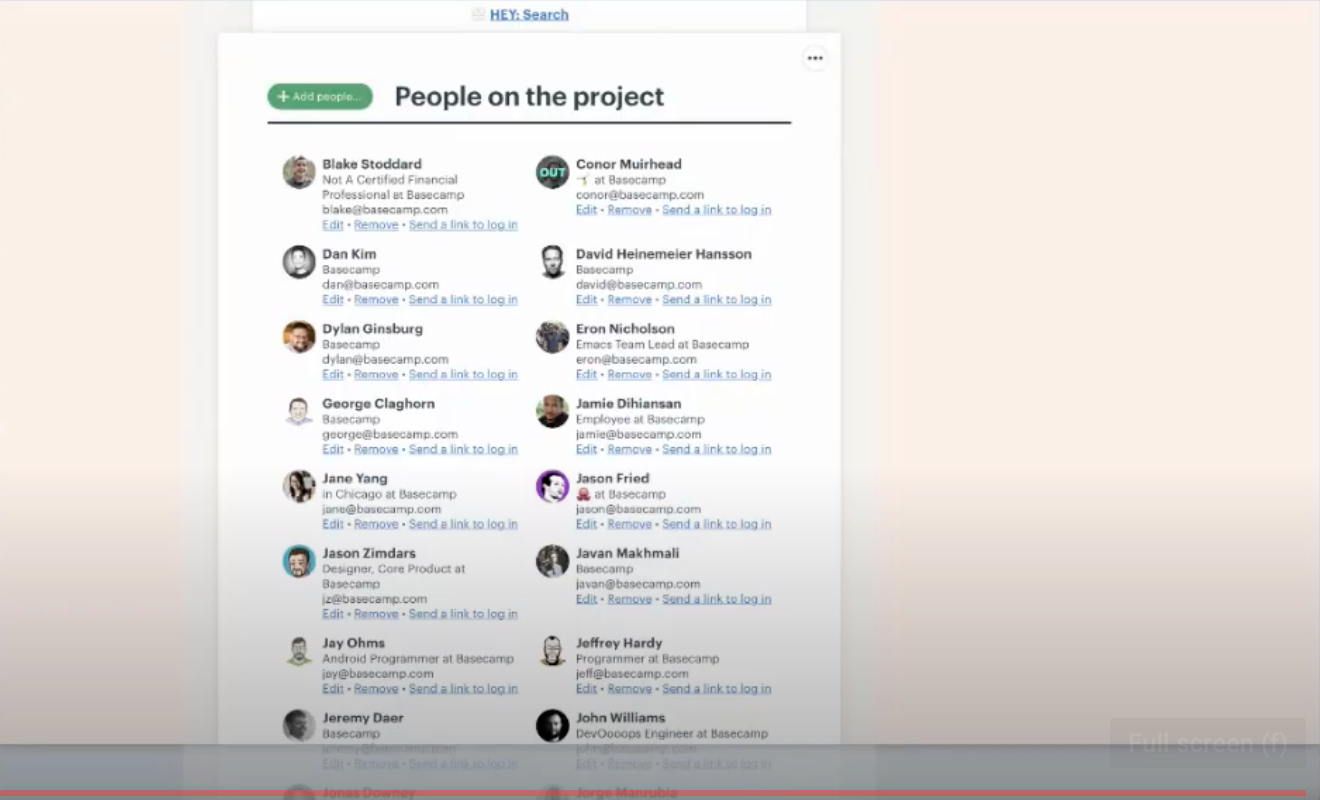 HEY: Search
Add people...
People on the project
Blake Stoddard
Not A Certified Financial
Professional at Basecamp
blake@basecamp.com
Edit • Remove • Send a link to log in
Conor Muirhead
OUT
at Basecamp
conor@basecamp.com
Edit • Remove • Send a link to log in
Dan Kim
Basecamp
dan@basecamp.com
Edit • Remove • Send a link to log in
David Heinemeier Hansson
Basecamp
david@basecamp.com
Edit • Remove • Send a link to log in
Dylan Ginsburg
Basecamp
dylan@basecamp.com
Edit • Remove • Send a link to log in
Eron Nicholson
Emacs Team Lead at Basecamp
eron@basecamp.com
Edit • Remove • Send a link to log in
George Claghorn
Basecamp
george@basecamp.com
Edit • Remove • Send a link to log in
Jamie Dihiansan
Employee at Basecamp
jamie@basecamp.com
Edit • Remove • Send a link to log in
Jane Yang
in Chicago at Basecamp
jane@basecamp.com
Edit • Remove • Send a link to log in
Jason Fried
🐙 at Basecamp
jason@basecamp.com
Edit • Remove • Send a link to log in
Jason Zimdars
Designer, Core Product at
Basecamp
jz@basecamp.com
Edit • Remove • Send a link to log in
Javan Makhmali
Basecamp
javan@basecamp.com
Edit • Remove • Send a link to log in
Jay Ohms
Android Programmer at Basecamp
jay@basecamp.com
Edit • Remove • Send a link to log in
Jeffrey Hardy
Programmer at Basecamp
jeff@basecamp.com
Edit • Remove • Send a link to log in
Jeremy Daer
Basecamp
jeremy@basecamp.com
Edit • Remove • Send a link to log in
John Williams
DevOooops Engineer at Basecamp
john@basecamp.com
Edit • Remove • Send a link to log in
Full screen (f)
Jonas Downey
Jorge Manrubia